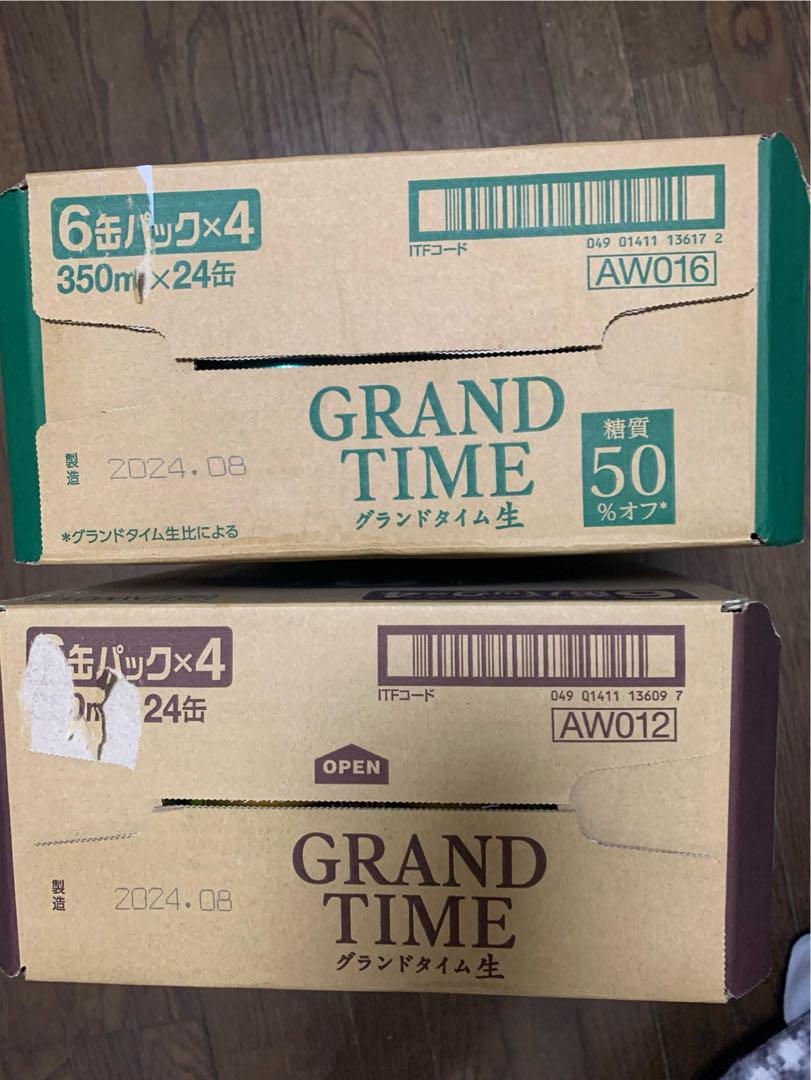 6缶パック×4
350m ×24缶
ITFコード
049 01411 13617 2
AW016
GRAND
TIME
グランドタイム生
糖質
50
%オフ*
製造
2024.08
*グランドタイム生比による
缶パック×4
24缶
ITFコード
049 01411 13609 7
AW012
OPEN
GRAND
TIME
グランドタイム生
製造
2024.08